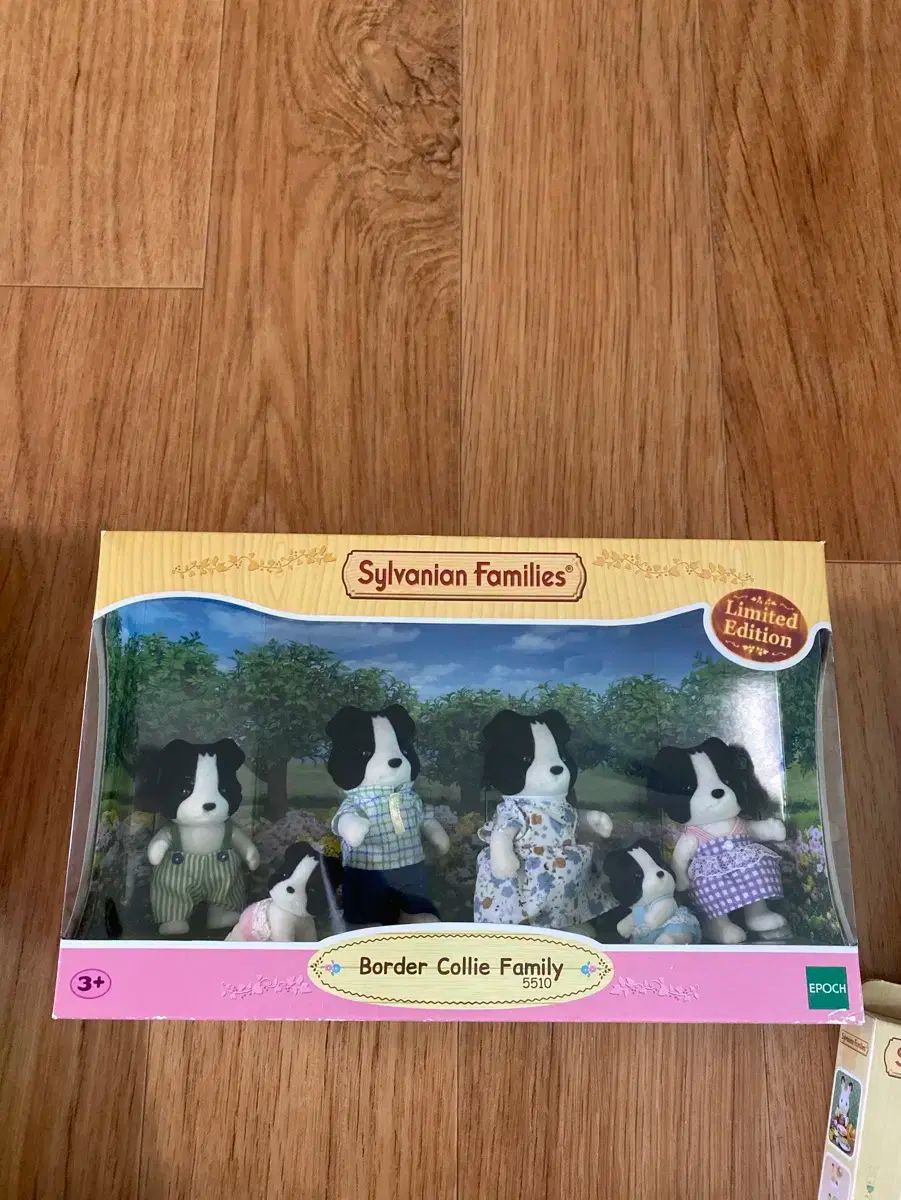 Sylvanian Families®
Limited
Edition
Border Collie Family
5510
3+
EPOCH